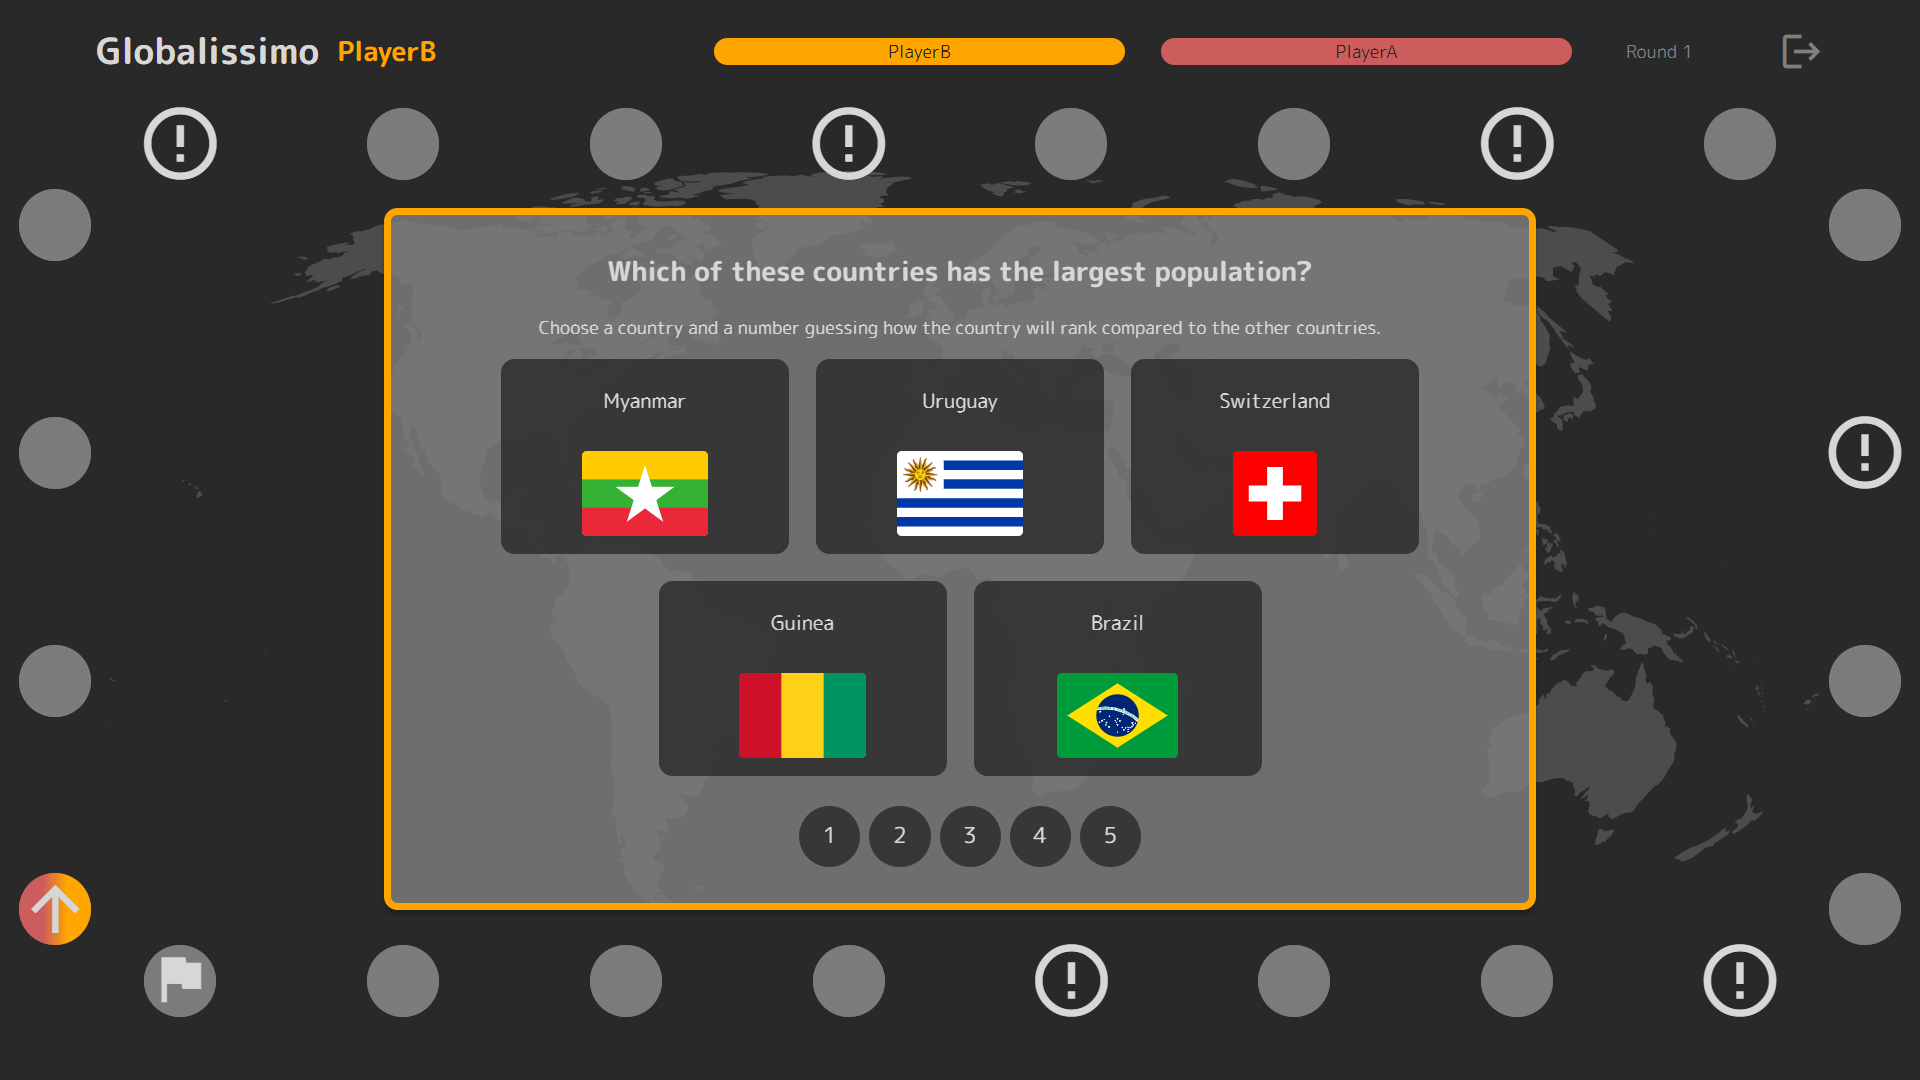 Globalissimo PlayerB
PlayerB
PlayerA
Round 1
Which of these countries has the largest population?
Choose a country and a number guessing how the country will rank compared to the other countries.
Myanmar
Uruguay
Switzerland
Guinea
Brazil
1 2 3 4 5